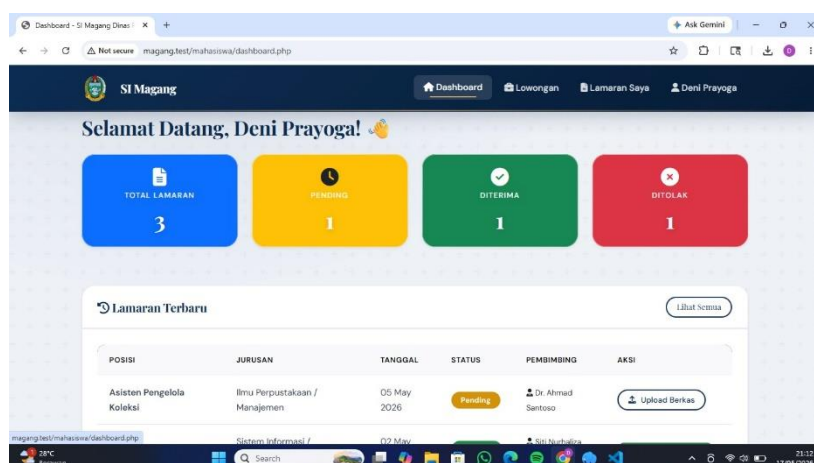 Dashboard - SI Magang Dinas
Ask Gemini
Not secure magang.test/mahasiswa/dashboard.php
SI Magang
Dashboard
Lowongan
Lamaran Saya
Deni Prayoga
Selamat Datang, Deni Prayoga!
TOTAL LAMARAN
3
PENDING
1
DITERIMA
1
DITOLAK
1
Lamaran Terbaru
Lihat Semua
POSISI JURUSAN TANGGAL STATUS PEMBIMBING AKSI
Asisten Pengelola Ilmu Perpustakaan / 05 May Pending Dr. Ahmad Upload Berkas
Koleksi Manajemen 2026 Santoso
Sistem Informasi / 02 May Siti Nurhaliza
magang.test/mahasiswa/dashboard.php
28°C
Search
21:12
17/05/2026